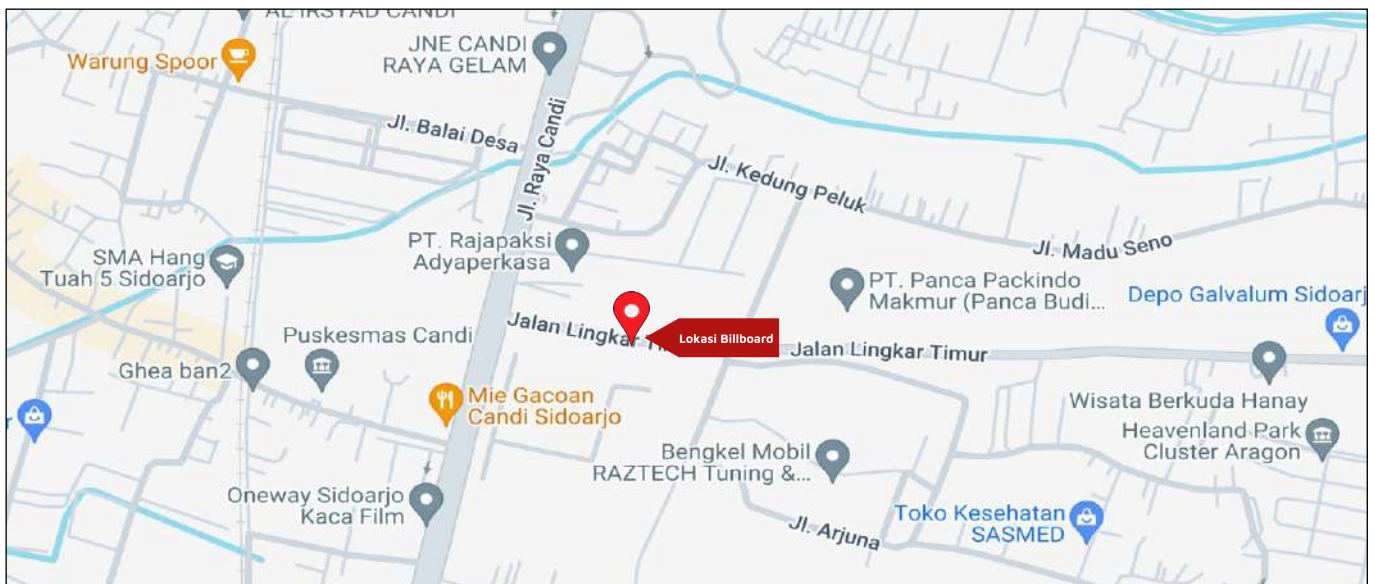 AL IRSYAD CANDI
Warung Spoor
JNE CANDI
RAYA GELAM
Jl. Balai Desa
Jl. Raya Candi
Jl. Kedung Peluk
Jl. Madu Seno
SMA Hang
Tuah 5 Sidoarjo
PT. Rajapaksi
Adyaperkasa
PT. Panca Packindo
Makmur (Panca Budi...
Depo Galvalum Sidoarj
Jalan Lingkar
Lokasi Billboard
Jalan Lingkar Timur
Puskesmas Candi
Ghea ban2
Mie Gacoan
Candi Sidoarjo
Wisata Berkuda Hanay
Heavenland Park
Cluster Aragon
Bengkel Mobil
RAZTECH Tuning &...
Oneway Sidoarjo
Kaca Film
Toko Kesehatan
SASMED
Jl. Arjuna